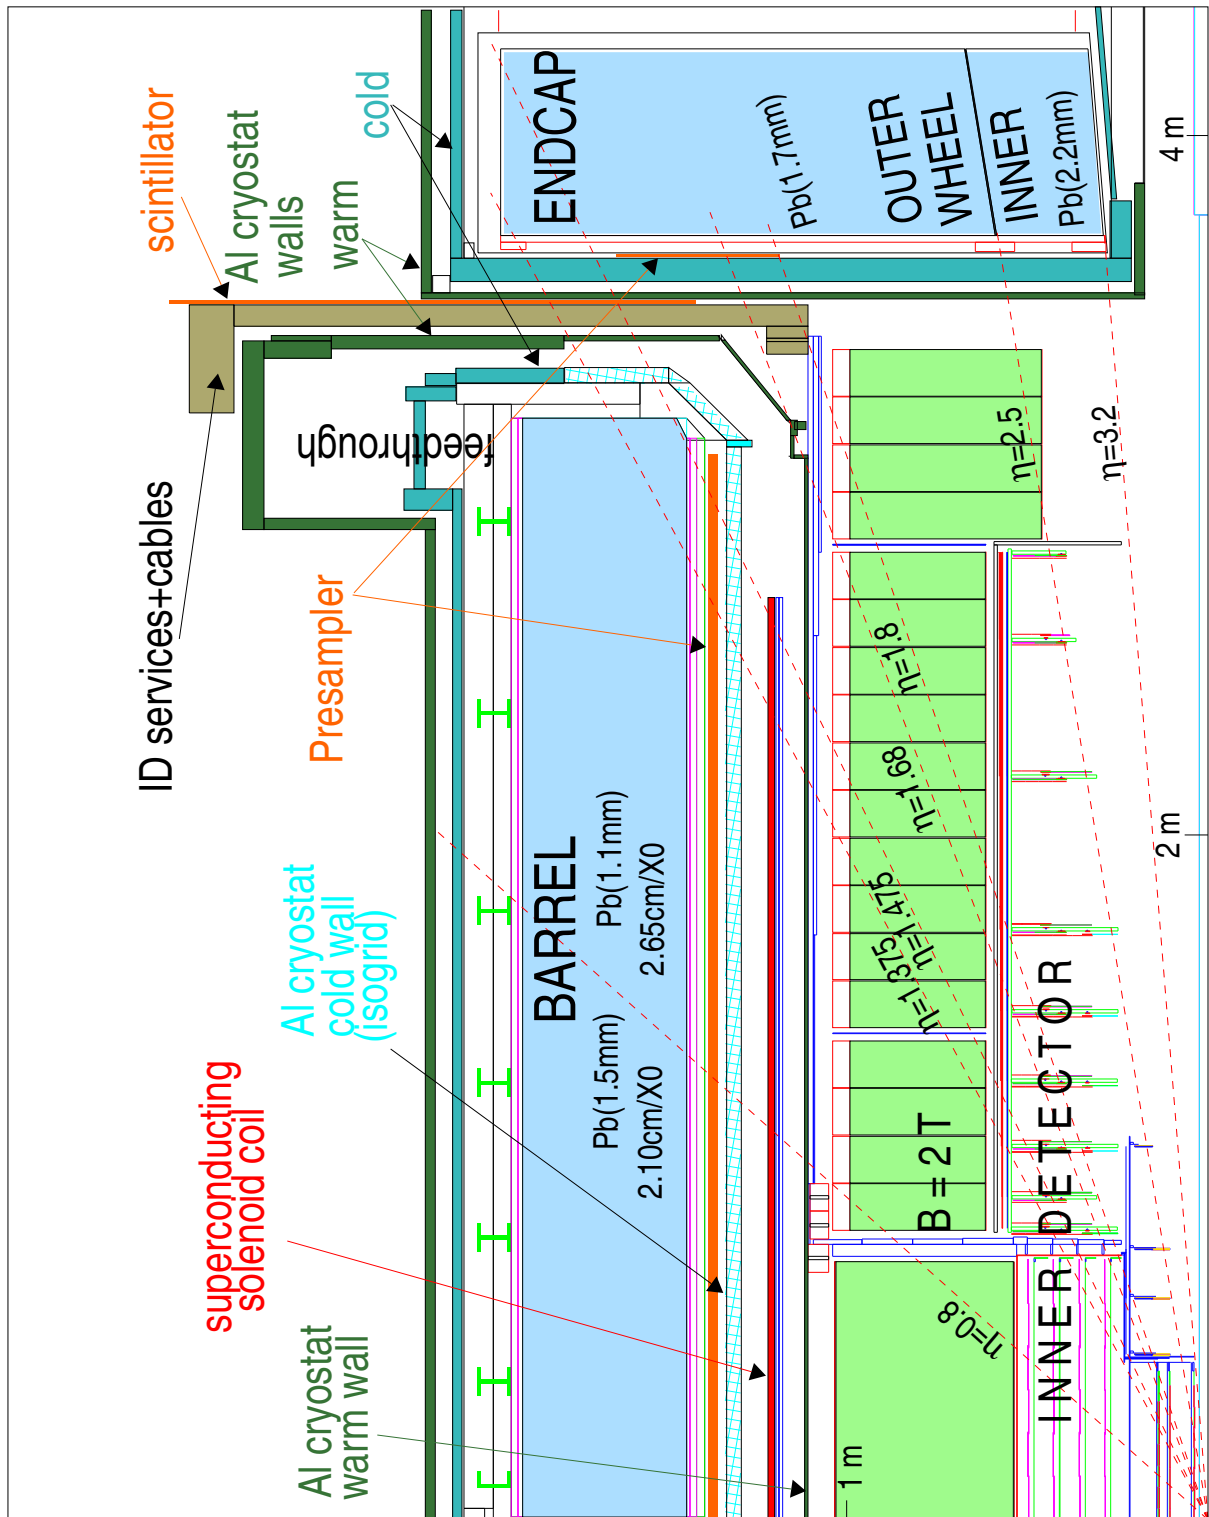 scintillator
Al cryostat
walls
warm
cold
ENDCAP
Pb(1.7mm)
OUTER
WHEEL
INNER
Pb(2.2mm)
4 m
feedthrough
ID services+cables
Presampler
Al cryostat
cold wall
(isogrid)
superconducting
solenoid coil
Al cryostat
warm wall
BARREL
Pb(1.5mm)
2.10cm/X0
Pb(1.1mm)
2.65cm/X0
η=0.8
η=1.375
η=1.475
η=1.68
η=1.8
η=2.5
η=3.2
B = 2 T
INNER DETECTOR
1 m
2 m